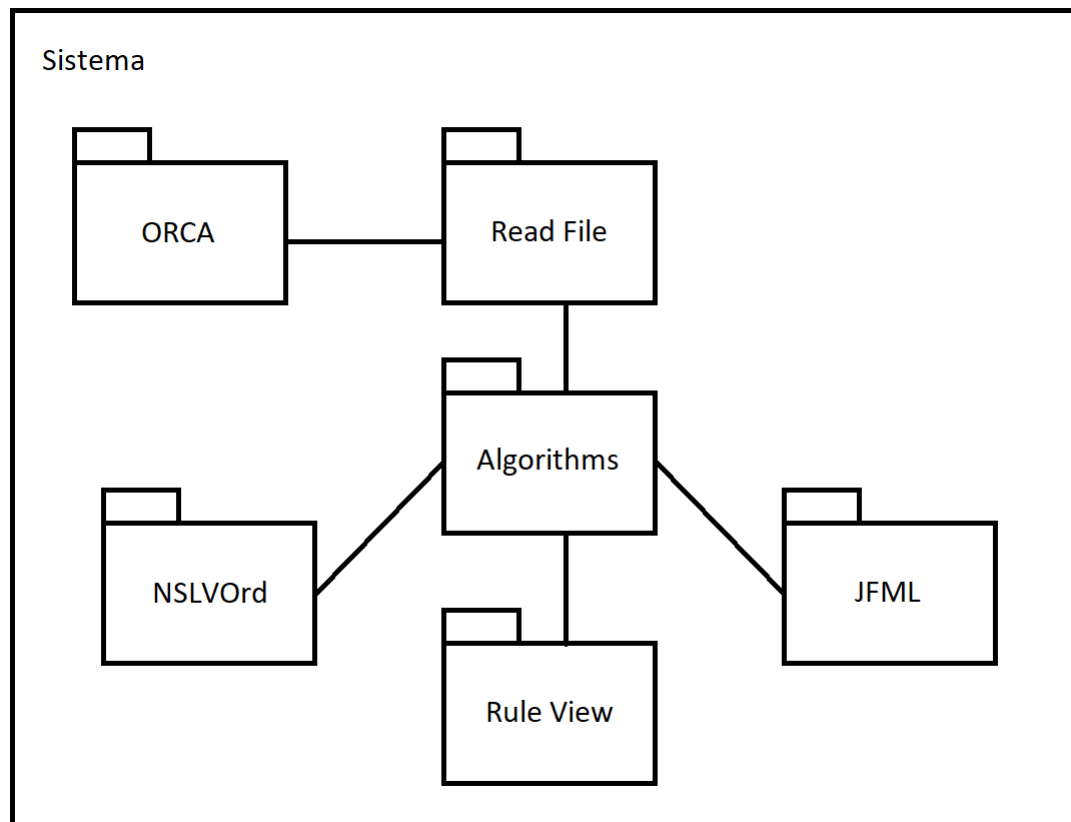 Sistema
ORCA
Read File
Algorithms
NSLVOrd
JFML
Rule View